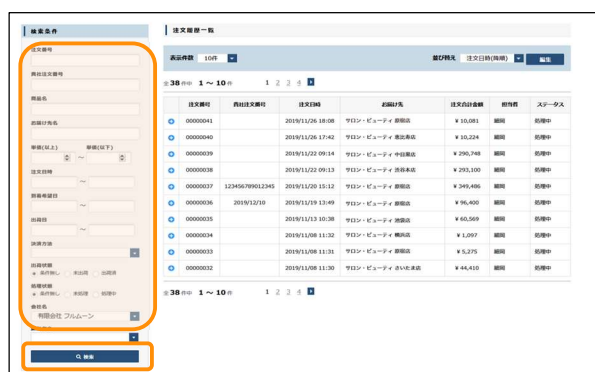 検索条件
注文番号
貴社注文番号
商品名
お届け先名
単価(以上) 単価(以下)
～
注文日時
～
到着希望日
～
出荷日
～
決済方法
出荷状態
条件無し 未出荷 出荷済
処理状態
条件無し 未処理 処理中
会社名
有限会社 フルムーン
検索
注文履歴一覧
表示件数 10件 並び替え 注文日時(降順) 編集
全38件中 1～10件 1 2 3 4
注文番号 貴社注文番号 注文日時 お届け先 注文合計金額 担当者 ステータス
00000041 2019/11/26 18:08 サロン・ビューティ 原宿店 ¥ 10,081 細岡 処理中
00000040 2019/11/26 17:42 サロン・ビューティ 恵比寿店 ¥ 10,224 細岡 処理中
00000039 2019/11/22 09:14 サロン・ビューティ 中目黒店 ¥ 290,748 細岡 処理中
00000038 2019/11/22 09:13 サロン・ビューティ 渋谷本店 ¥ 293,100 細岡 処理中
00000037 123456789012345 2019/11/20 15:12 サロン・ビューティ 原宿店 ¥ 349,486 細岡 処理中
00000036 2019/12/10 2019/11/19 13:49 サロン・ビューティ 原宿店 ¥ 96,400 細岡 処理中
00000035 2019/11/13 10:38 サロン・ビューティ 池袋店 ¥ 60,569 細岡 処理中
00000034 2019/11/08 11:32 サロン・ビューティ 横浜店 ¥ 1,097 細岡 処理中
00000033 2019/11/08 11:31 サロン・ビューティ 原宿店 ¥ 5,275 細岡 処理中
00000032 2019/11/08 11:30 サロン・ビューティ さいたま店 ¥ 44,410 細岡 処理中
全38件中 1～10件 1 2 3 4